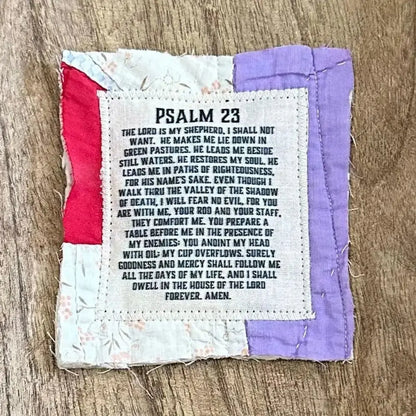 PSALM 23
THE LORD IS MY SHEPHERD, I SHALL NOT
WANT. HE MAKES ME LIE DOWN IN
GREEN PASTURES. HE LEADS ME BESIDE
STILL WATERS. HE RESTORES MY SOUL. HE
LEADS ME IN PATHS OF RIGHTEOUSNESS,
FOR HIS NAME'S SAKE. EVEN THOUGH I
WALK THRU THE VALLEY OF THE SHADOW
OF DEATH, I WILL FEAR NO EVIL, FOR YOU
ARE WITH ME, YOUR ROD AND YOUR STAFF,
THEY COMFORT ME. YOU PREPARE A
TABLE BEFORE ME IN THE PRESENCE OF
MY ENEMIES; YOU ANOINT MY HEAD
WITH OIL; MY CUP OVERFLOWS. SURELY
GOODNESS AND MERCY SHALL FOLLOW ME
ALL THE DAYS OF MY LIFE, AND I SHALL
DWELL IN THE HOUSE OF THE LORD
FOREVER. AMEN.